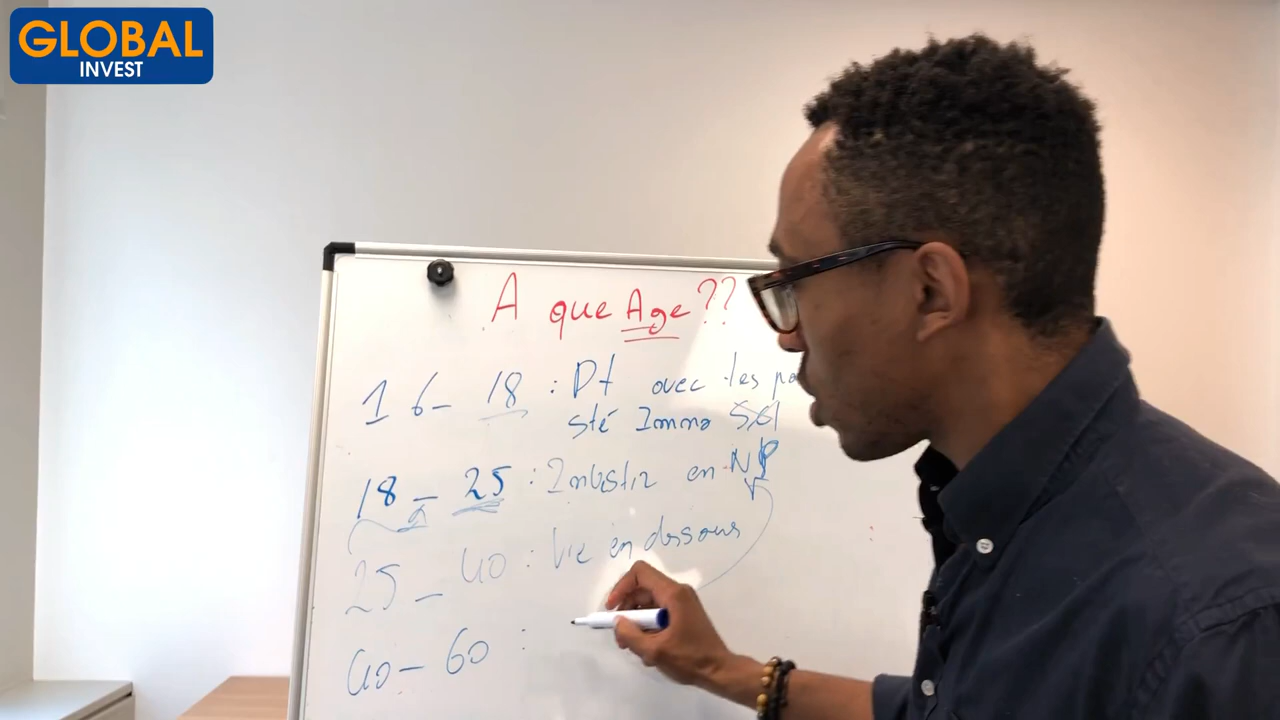 GLOBAL
INVEST
A que Age ??
16 - 18 : Pt avec les pa
sté Immo SCI
18 - 25 : Investir en NP
25 - 40 : Vie en dessous
40 - 60 :